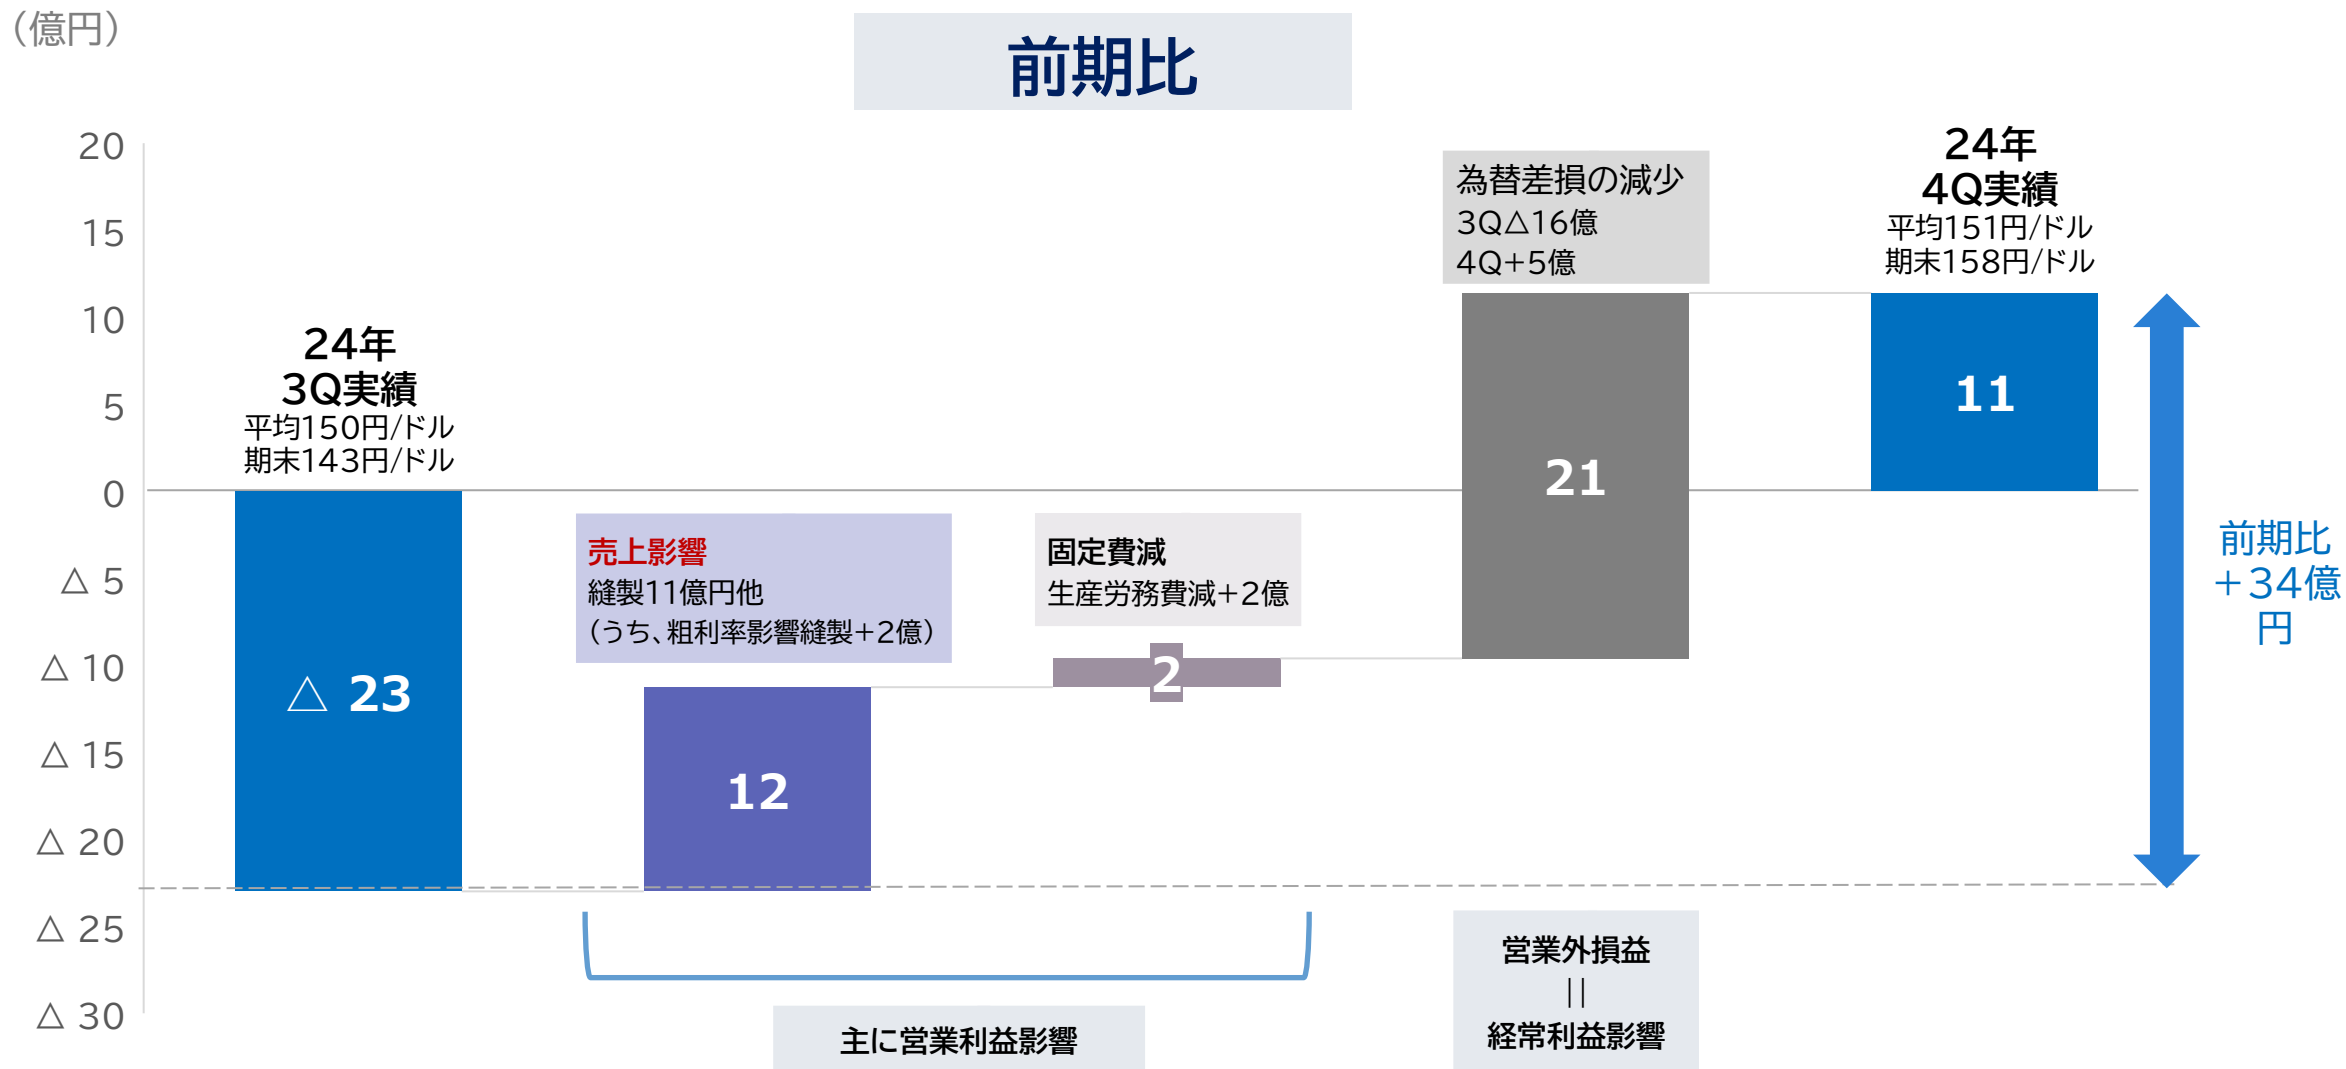 （億円）
前期比
20
15
10
5
0
△ 5
△ 10
△ 15
△ 20
△ 25
△ 30
24年
3Q実績
平均150円/ドル
期末143円/ドル
△ 23
売上影響
縫製11億円他
（うち、粗利率影響縫製＋2億）
12
固定費減
生産労務費減＋2億
2
為替差損の減少
3Q△16億
4Q＋5億
21
24年
4Q実績
平均151円/ドル
期末158円/ドル
11
前期比
＋34億
円
主に営業利益影響
営業外損益
||
経常利益影響